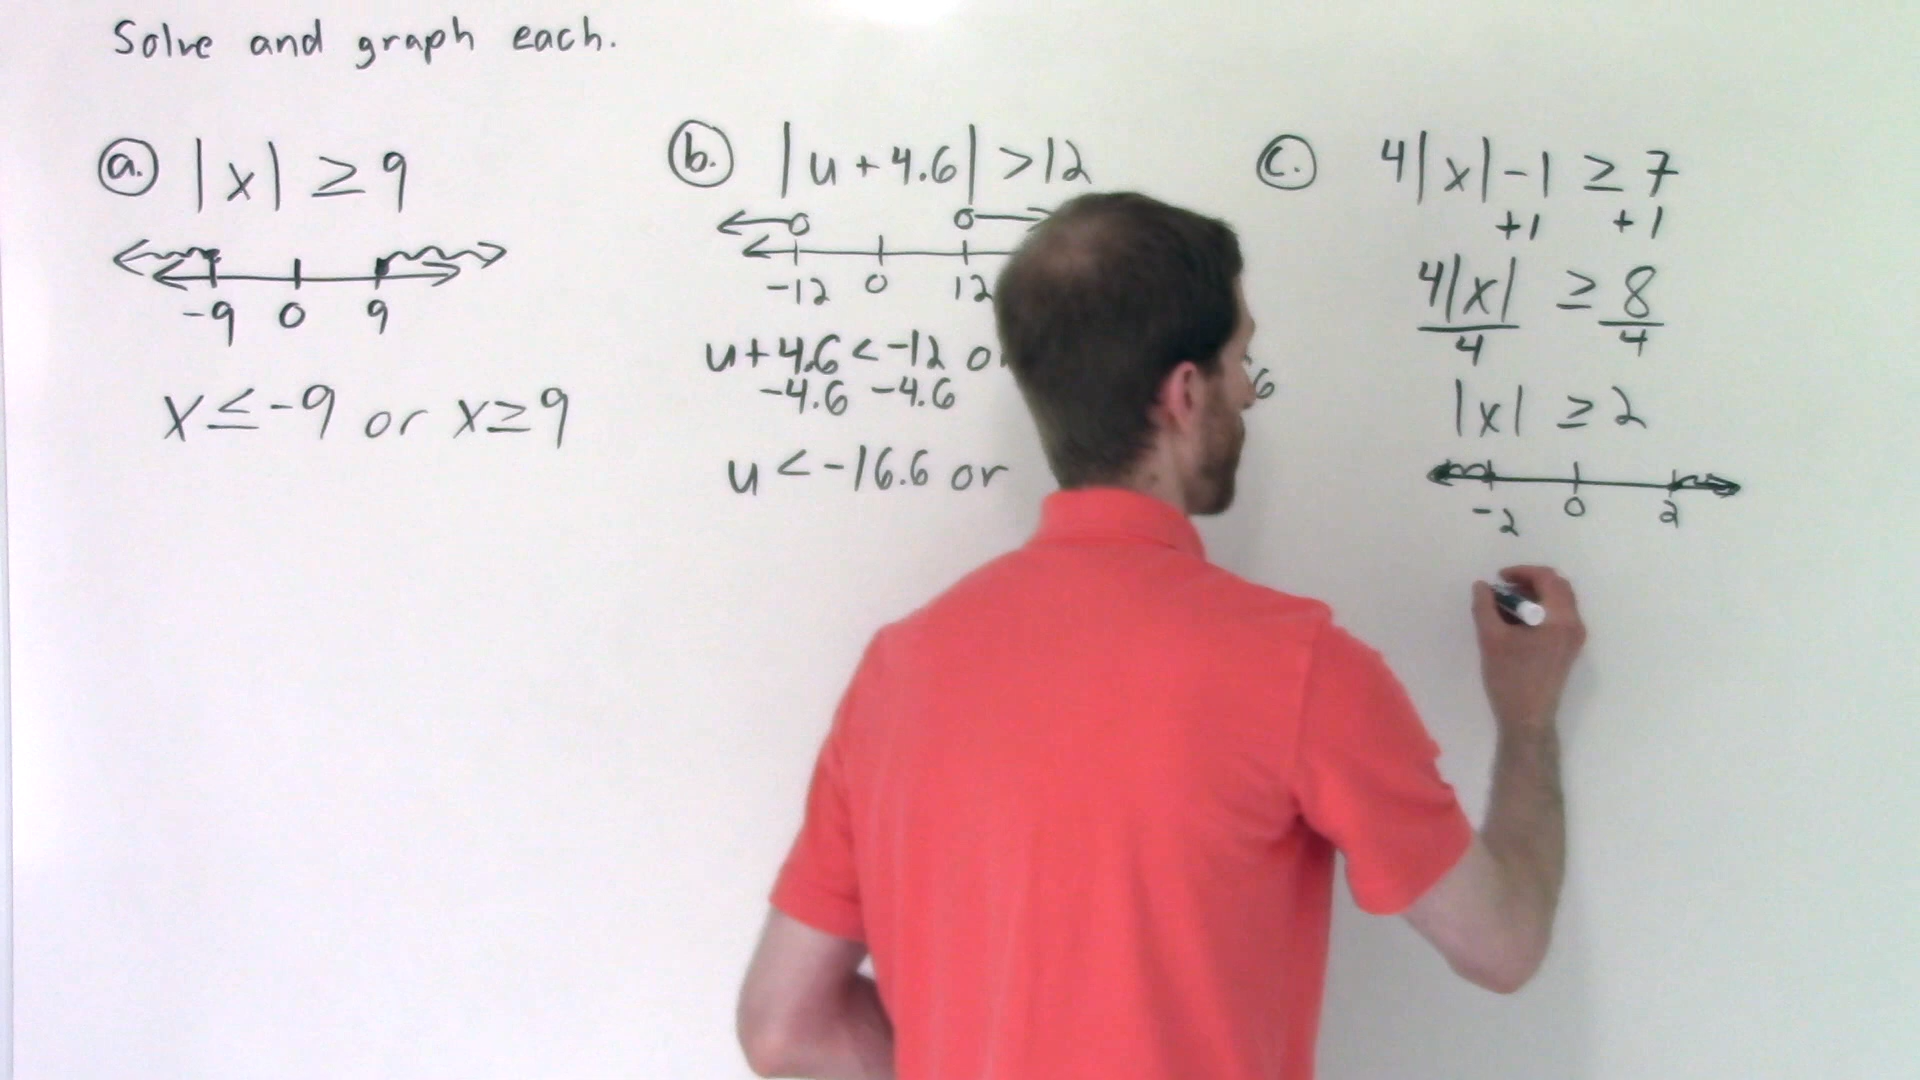 Solve and graph each.
a. |x| ≥ 9
-9 0 9
x ≤ -9 or x ≥ 9
b. |u + 4.6| > 12
-12 0 12
u + 4.6 < -12
-4.6 -4.6 6
u < -16.6 or
c. 4|x| - 1 ≥ 7
+1 +1
4|x| ≥ 8
4 4
|x| ≥ 2
-2 0 2